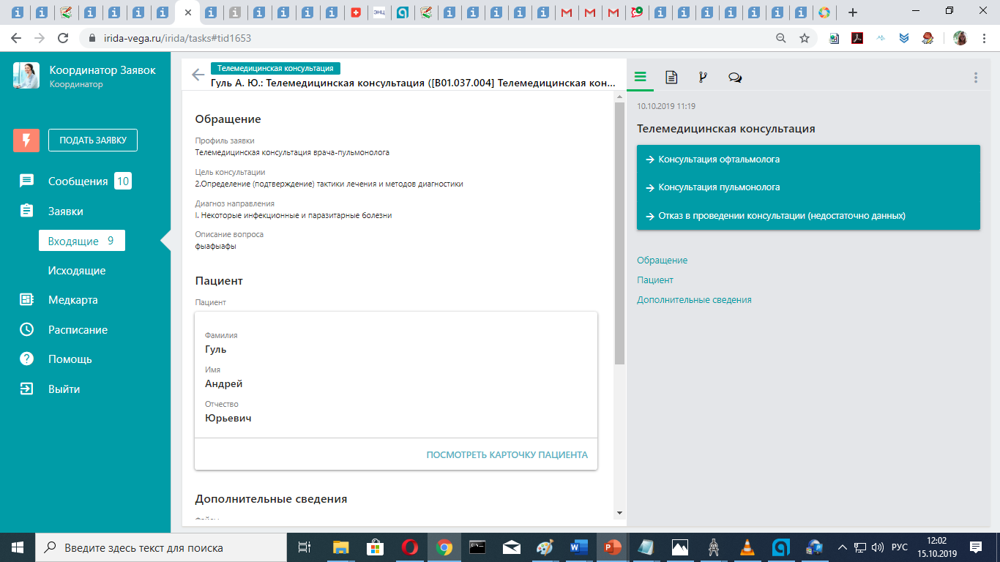 ЭНЦ
irida-vega.ru/irida/tasks#tid1653
Координатор Заявок
Координатор
ПОДАТЬ ЗАЯВКУ
Сообщения 10
Заявки
Входящие 9
Исходящие
Медкарта
Расписание
Помощь
Выйти
Телемедицинская консультация
Гуль А. Ю.: Телемедицинская консультация ([B01.037.004] Телемедицинская кон...
Обращение
Профиль заявки
Телемедицинская консультация врача-пульмонолога
Цель консультации
2.Определение (подтверждение) тактики лечения и методов диагностики
Диагноз направления
I. Некоторые инфекционные и паразитарные болезни
Описание вопроса
фыафыафы
Пациент
Пациент
Фамилия
Гуль
Имя
Андрей
Отчество
Юрьевич
ПОСМОТРЕТЬ КАРТОЧКУ ПАЦИЕНТА
Дополнительные сведения
Файлы
10.10.2019 11:19
Телемедицинская консультация
Консультация офтальмолога
Консультация пульмонолога
Отказ в проведении консультации (недостаточно данных)
Обращение
Пациент
Дополнительные сведения
Введите здесь текст для поиска
РУС
12:02
15.10.2019